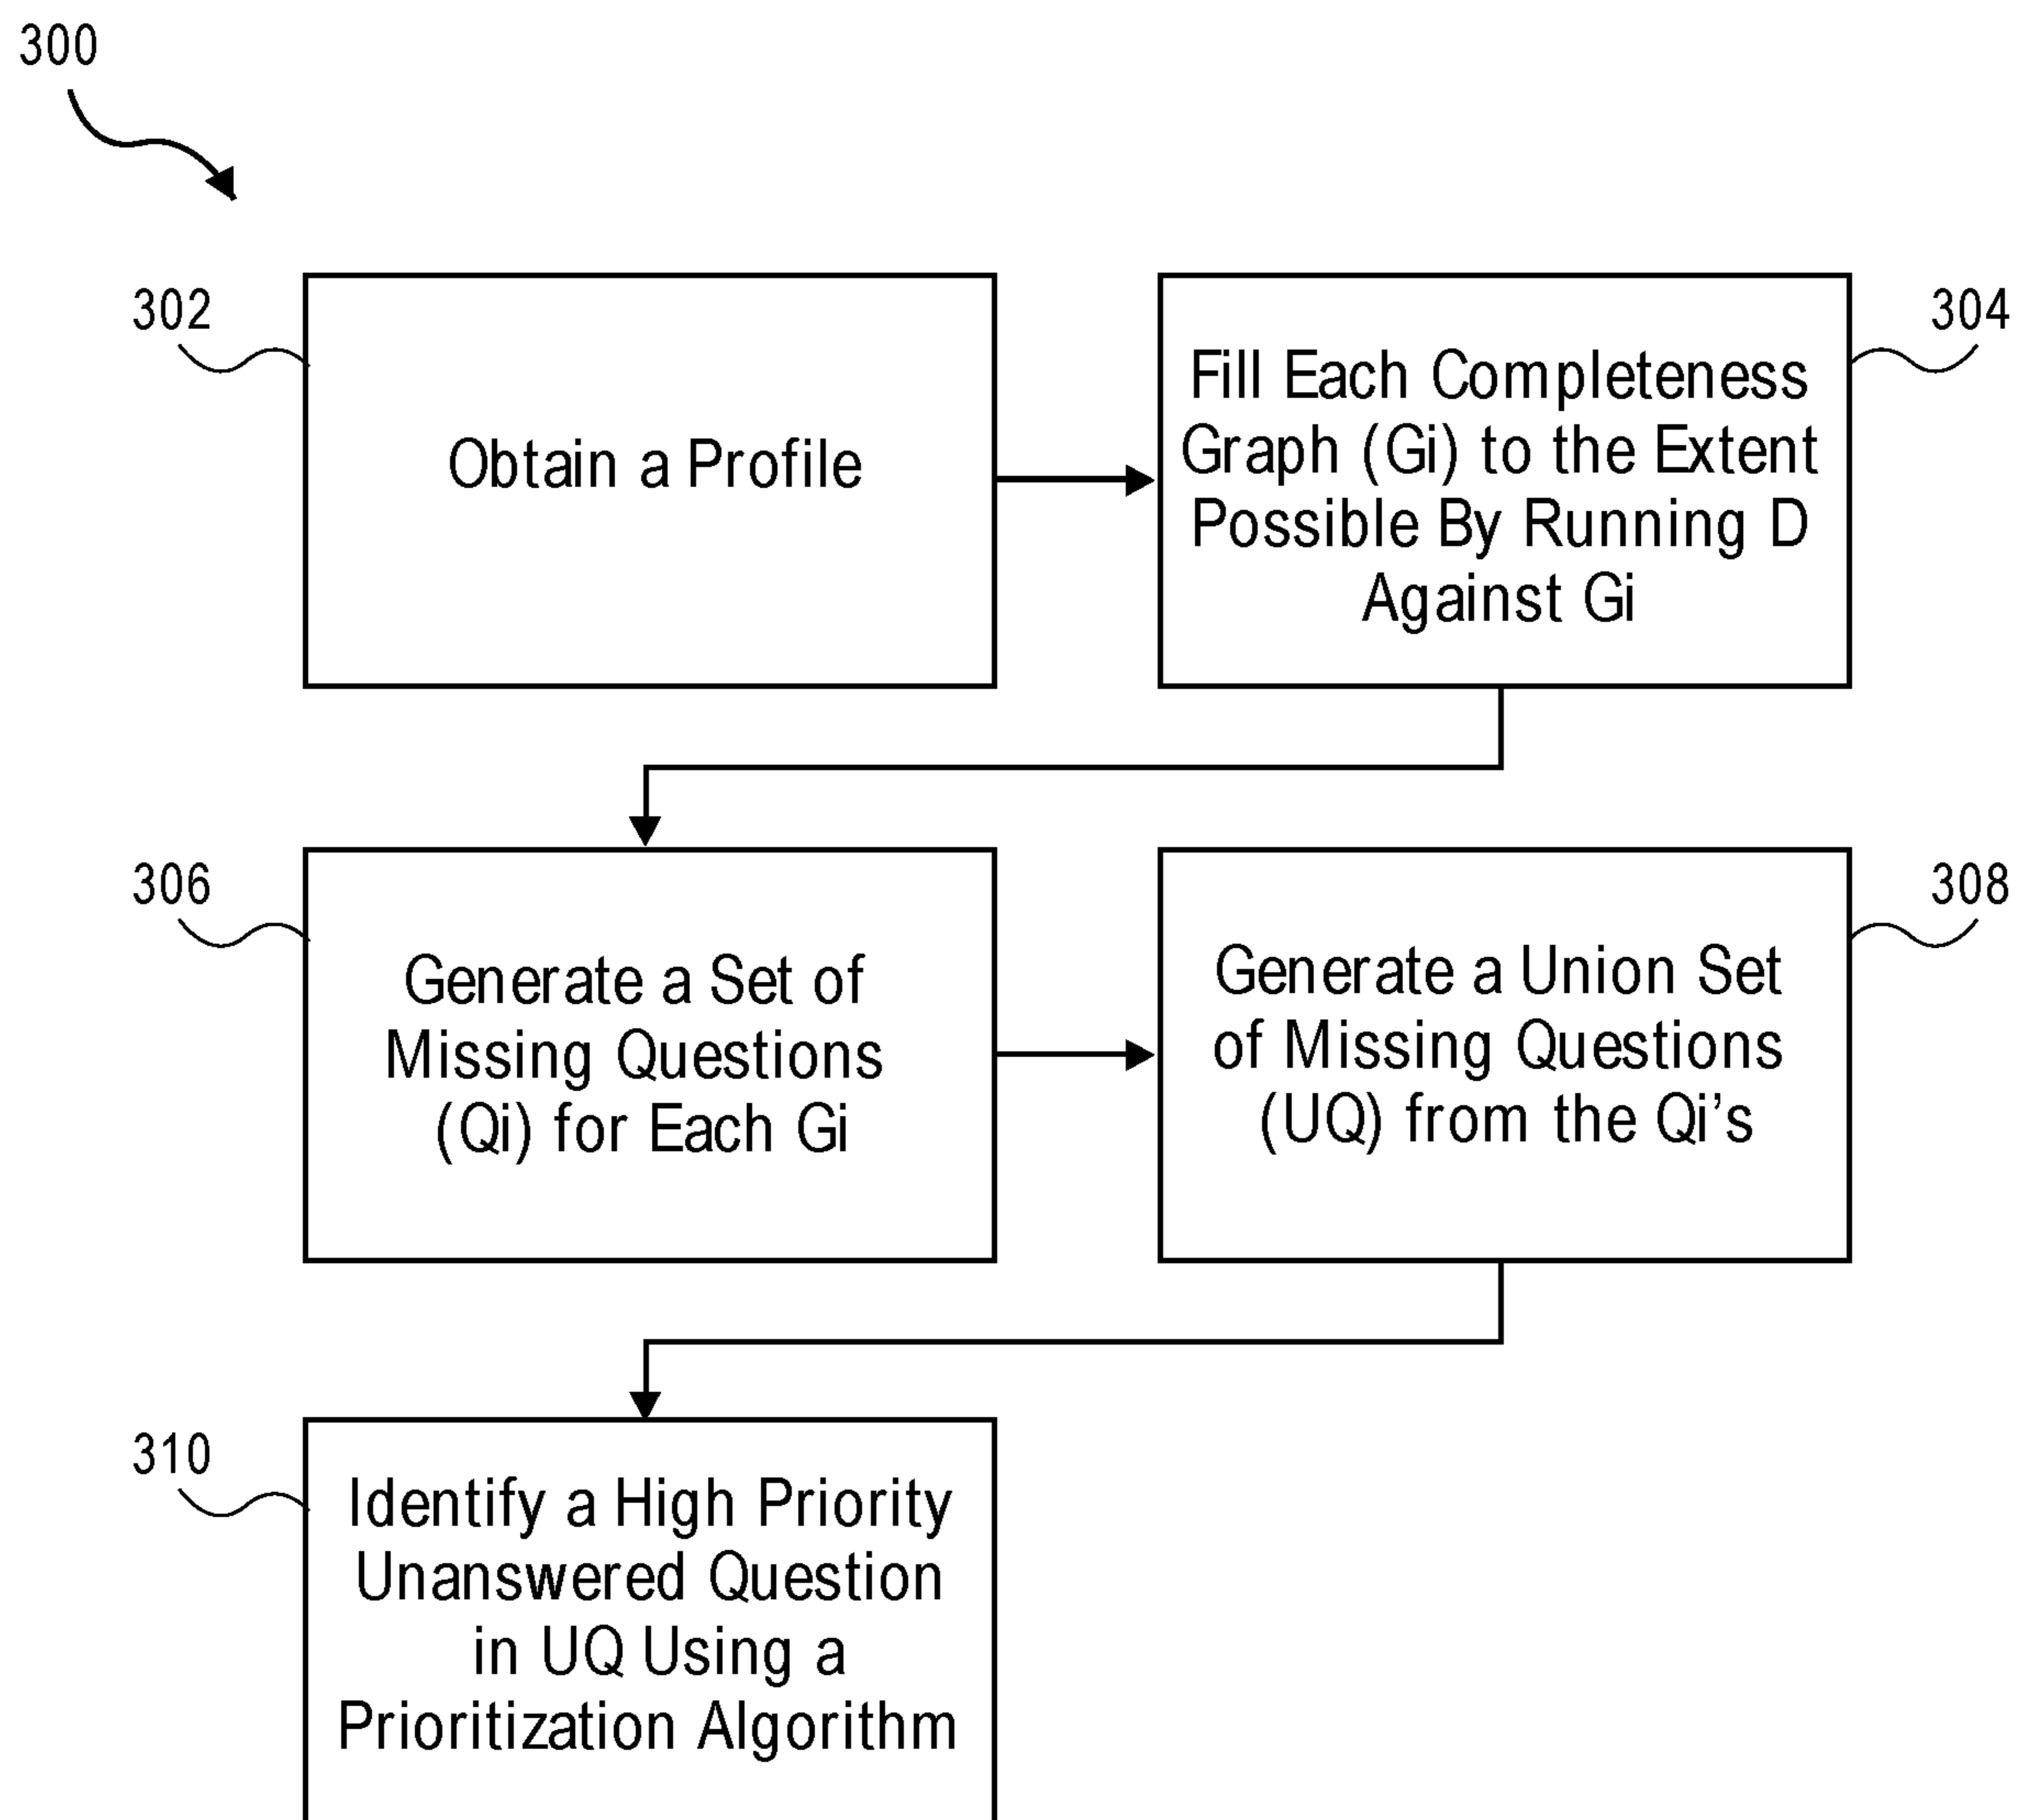 300
302
Obtain a Profile
304
Fill Each Completeness
Graph (Gi) to the Extent
Possible By Running D
Against Gi
306
Generate a Set of
Missing Questions
(Qi) for Each Gi
308
Generate a Union Set
of Missing Questions
(UQ) from the Qi’s
310
Identify a High Priority
Unanswered Question
in UQ Using a
Prioritization Algorithm